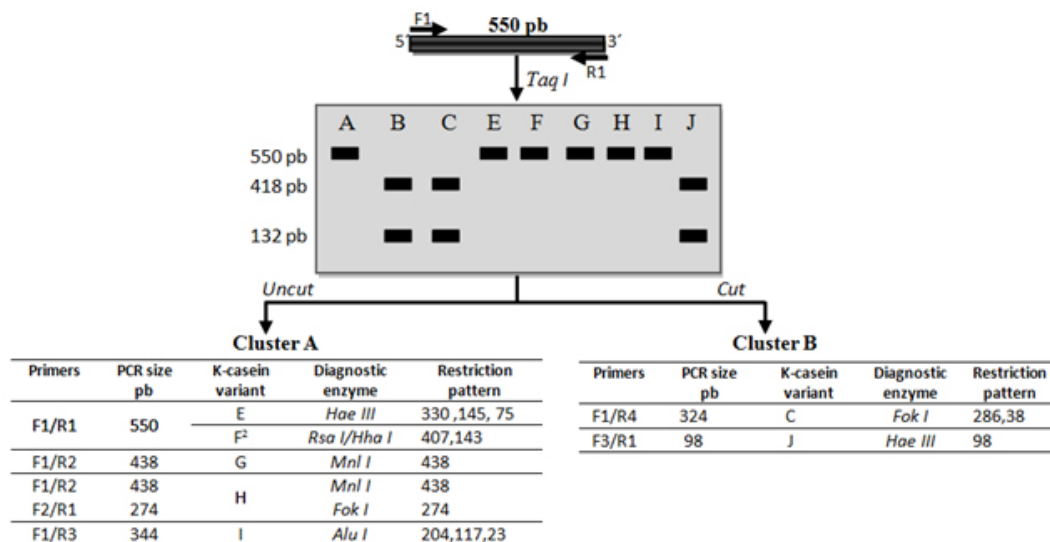 F1 550 pb
5´ 3´
R1
Taq I
A B C E F G H I J
550 pb
418 pb
132 pb
Uncut Cut
Cluster A
Primers PCR size pb K-casein variant Diagnostic enzyme Restriction pattern
F1/R1 550 E Hae III 330 ,145, 75
F² Rsa I/Hha I 407,143
F1/R2 438 G Mnl I 438
F1/R2 438 H Mnl I 438
F2/R1 274 Fok I 274
F1/R3 344 I Alu I 204,117,23
Cluster B
Primers PCR size pb K-casein variant Diagnostic enzyme Restriction pattern
F1/R4 324 C Fok I 286,38
F3/R1 98 J Hae III 98